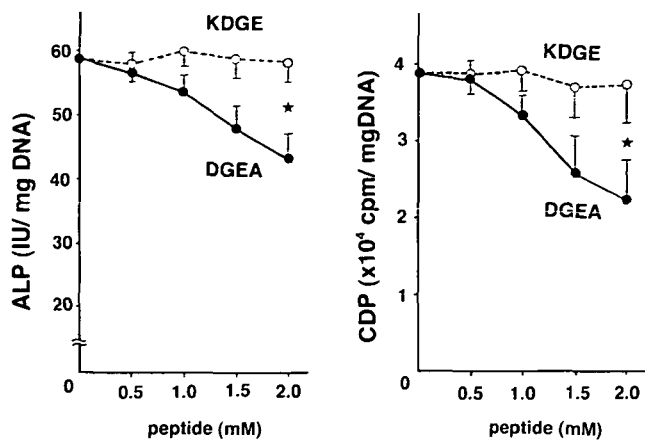 KDGE
DGEA
ALP (IU/ mg DNA)
60
50
40
30
20
0
0.5 1.0 1.5 2.0
peptide (mM)
KDGE
DGEA
CDP (x10⁴ cpm/ mgDNA)
4
3
2
1
0
0.5 1.0 1.5 2.0
peptide (mM)